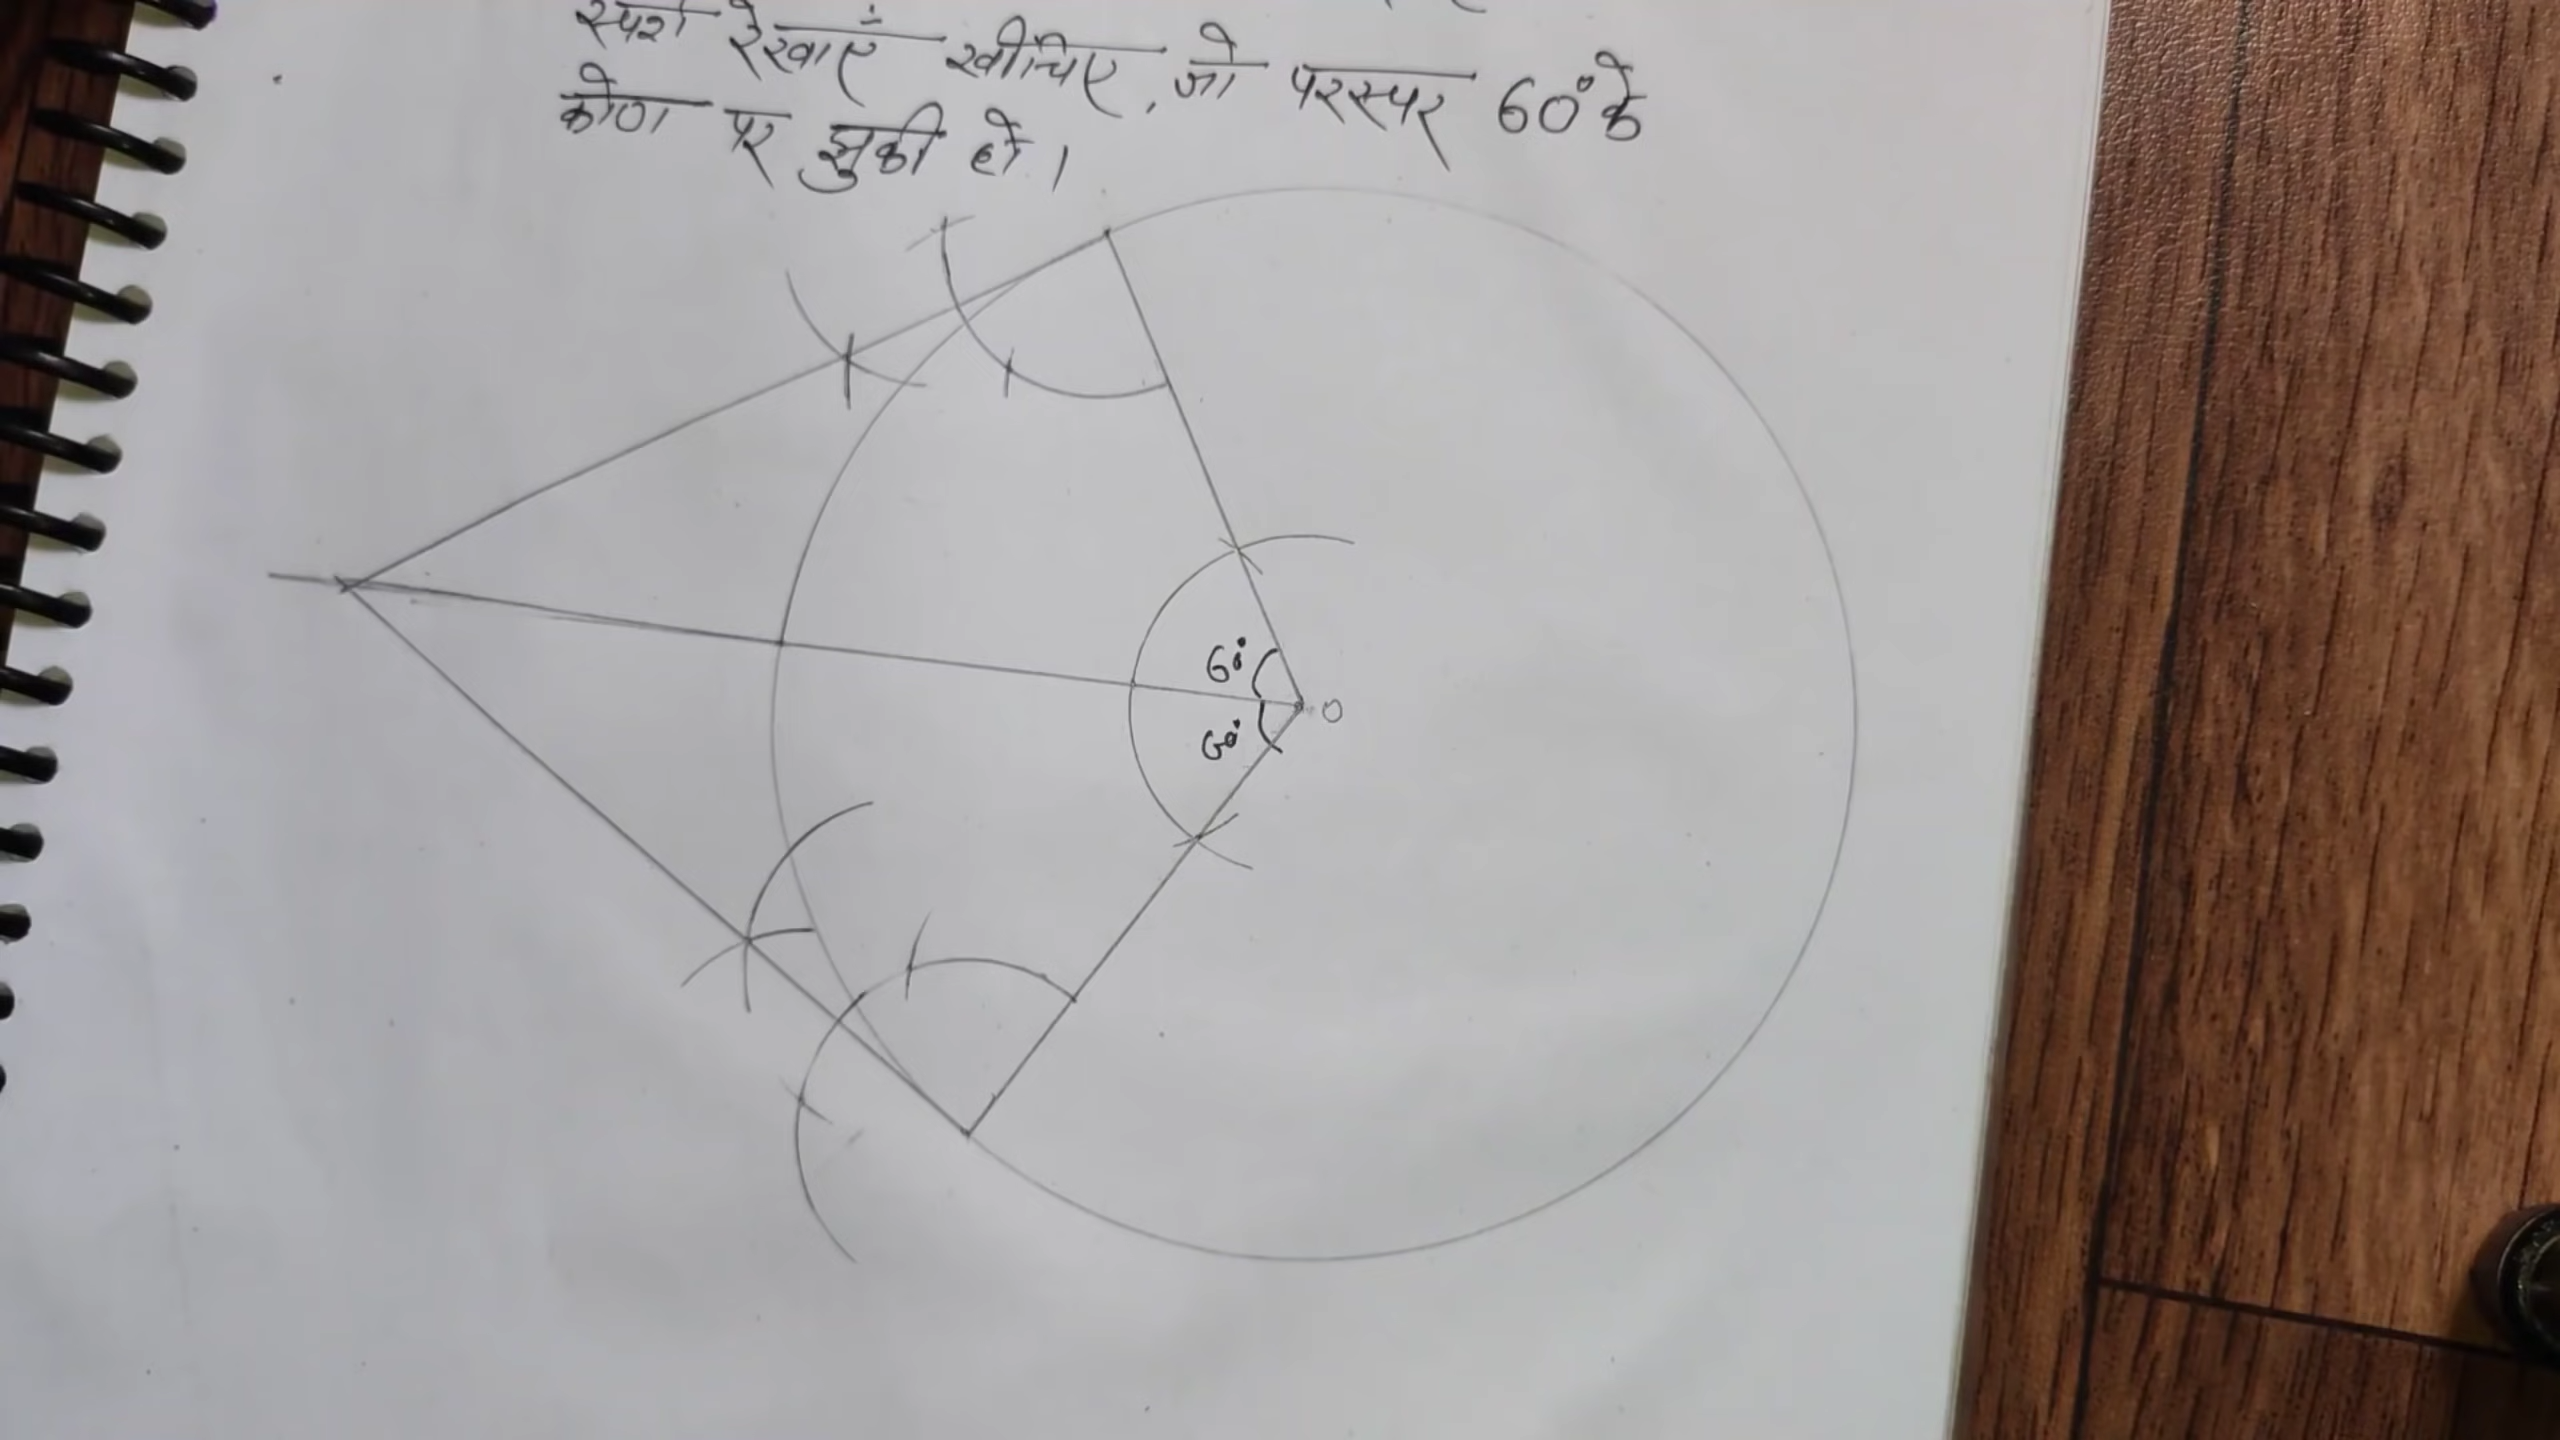 स्पर्श रेखाएं खींचिए, जो परस्पर 60° के
कोण पर झुकी हो।
60°
60°
O